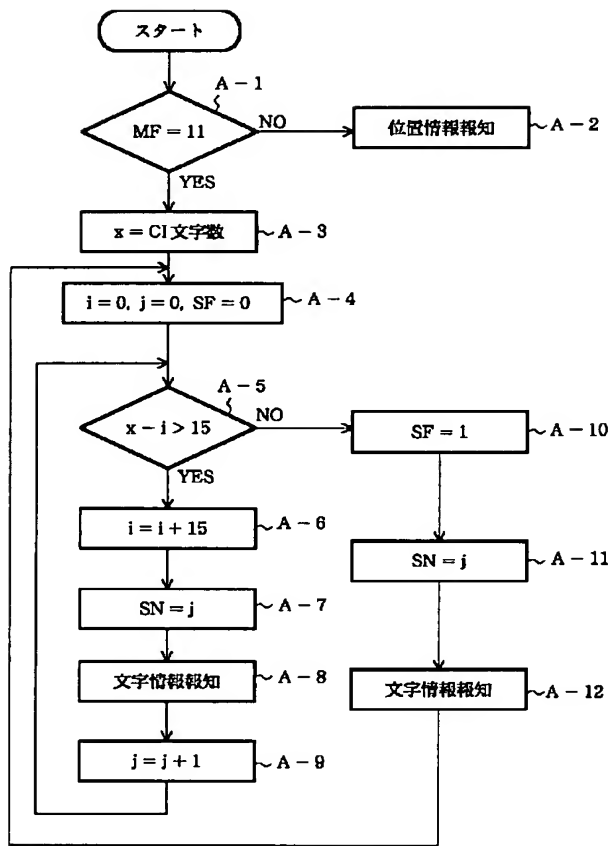 スタート
A－1
MF＝11
NO
位置情報報知
A－2
YES
x＝CI文字数
A－3
i＝0, j＝0, SF＝0
A－4
A－5
x－i＞15
NO
SF＝1
A－10
YES
i＝i＋15
A－6
SN＝j
A－11
SN＝j
A－7
文字情報報知
A－8
文字情報報知
A－12
j＝j＋1
A－9